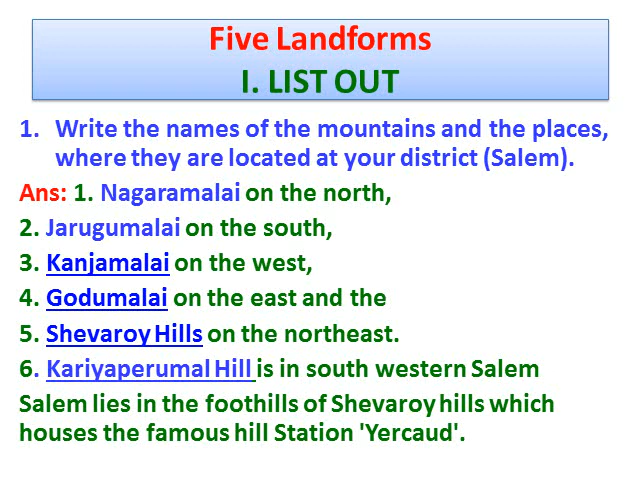 Five Landforms
I. LIST OUT
1. Write the names of the mountains and the places,
where they are located at your district (Salem).
Ans: 1. Nagaramalai on the north,
2. Jarugumalai on the south,
3. Kanjamalai on the west,
4. Godumalai on the east and the
5. Shevaroy Hills on the northeast.
6. Kariyaperumal Hill is in south western Salem
Salem lies in the foothills of Shevaroy hills which
houses the famous hill Station 'Yercaud'.